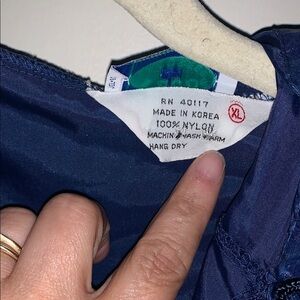 RN 40117
MADE IN KOREA
XL
100% NYLON
MACHIN WASH WARM
HANG DRY